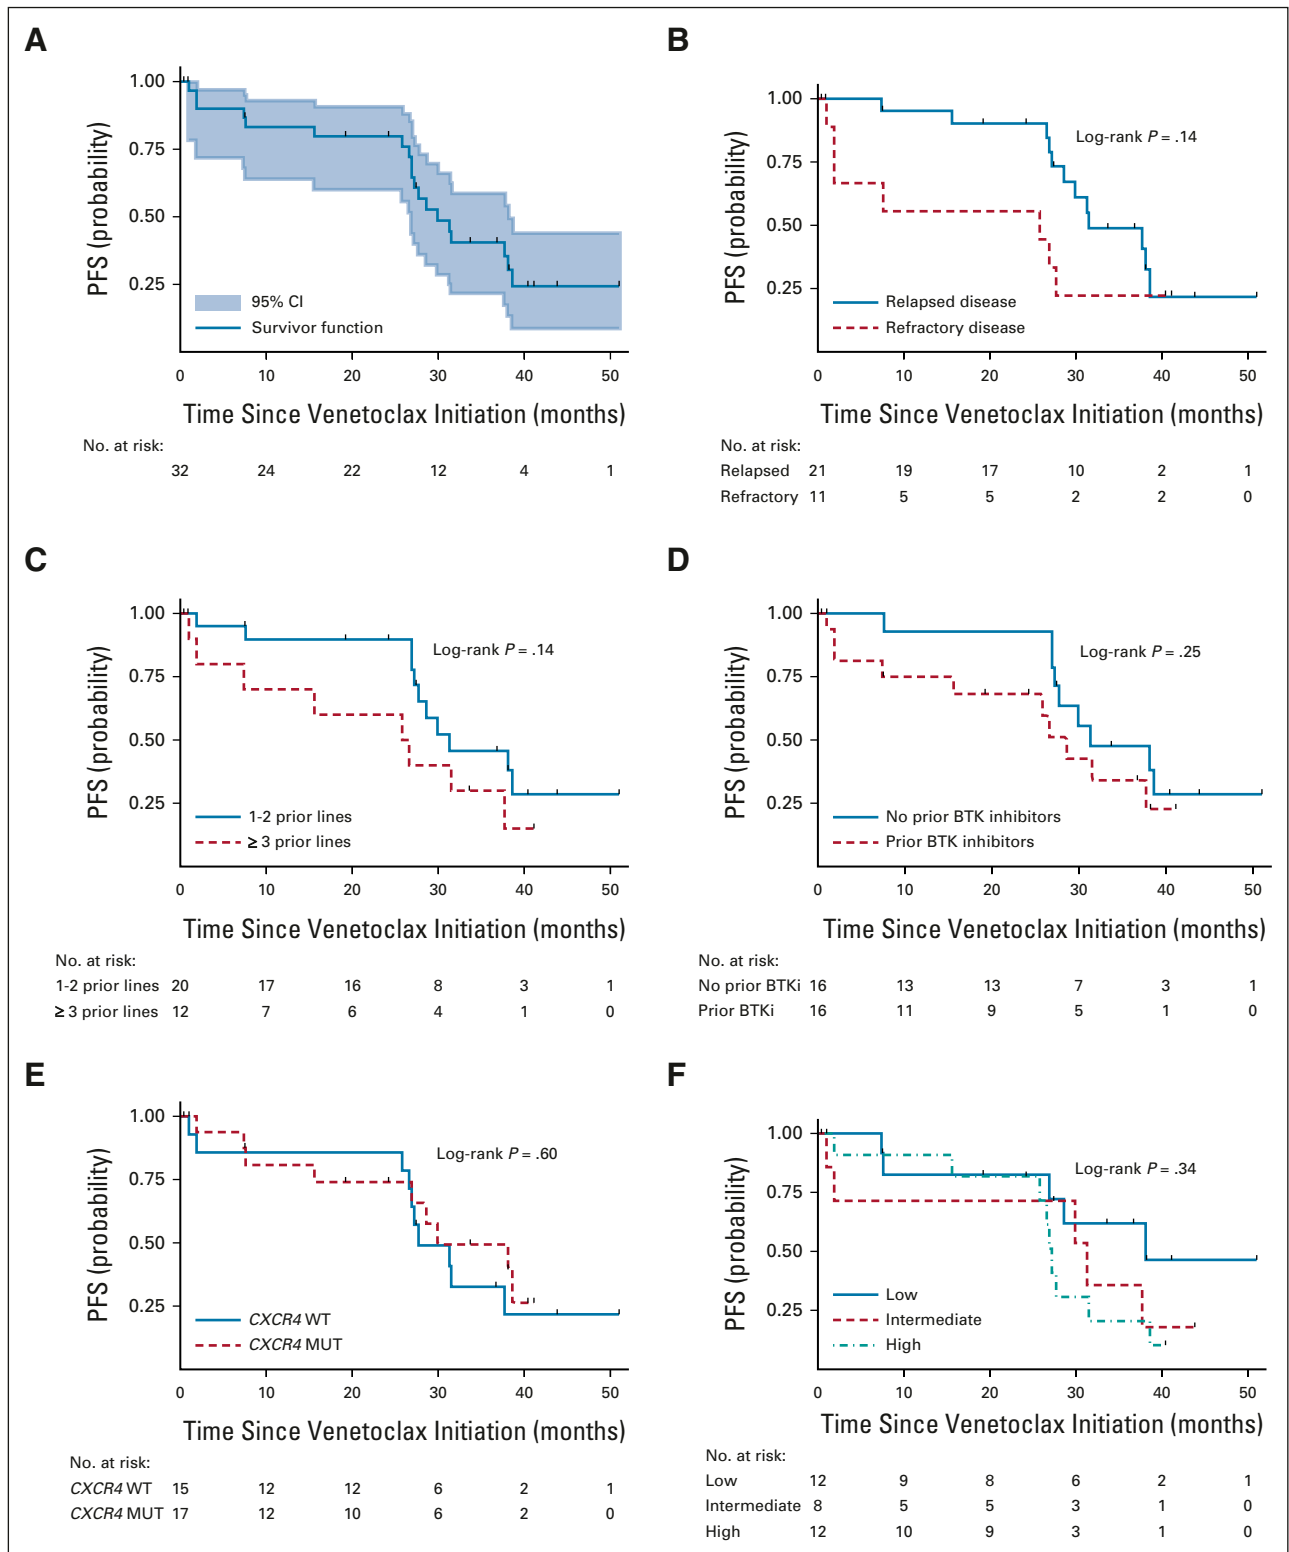 A
1.00
0.75
0.50
0.25
PFS (probability)
95% CI
Survivor function
0 10 20 30 40 50
Time Since Venetoclax Initiation (months)
No. at risk:
32 24 22 12 4 1
B
1.00
0.75
0.50
0.25
PFS (probability)
Log-rank P = .14
Relapsed disease
Refractory disease
0 10 20 30 40 50
Time Since Venetoclax Initiation (months)
No. at risk:
Relapsed 21 19 17 10 2 1
Refractory 11 5 5 2 2 0
C
1.00
0.75
0.50
0.25
PFS (probability)
Log-rank P = .14
1-2 prior lines
≥ 3 prior lines
0 10 20 30 40 50
Time Since Venetoclax Initiation (months)
No. at risk:
1-2 prior lines 20 17 16 8 3 1
≥ 3 prior lines 12 7 6 4 1 0
D
1.00
0.75
0.50
0.25
PFS (probability)
Log-rank P = .25
No prior BTK inhibitors
Prior BTK inhibitors
0 10 20 30 40 50
Time Since Venetoclax Initiation (months)
No. at risk:
No prior BTKi 16 13 13 7 3 1
Prior BTKi 16 11 9 5 1 0
E
1.00
0.75
0.50
0.25
PFS (probability)
Log-rank P = .60
CXCR4 WT
CXCR4 MUT
0 10 20 30 40 50
Time Since Venetoclax Initiation (months)
No. at risk:
CXCR4 WT 15 12 12 6 2 1
CXCR4 MUT 17 12 10 6 2 0
F
1.00
0.75
0.50
0.25
PFS (probability)
Log-rank P = .34
Low
Intermediate
High
0 10 20 30 40 50
Time Since Venetoclax Initiation (months)
No. at risk:
Low 12 9 8 6 2 1
Intermediate 8 5 5 3 1 0
High 12 10 9 3 1 0